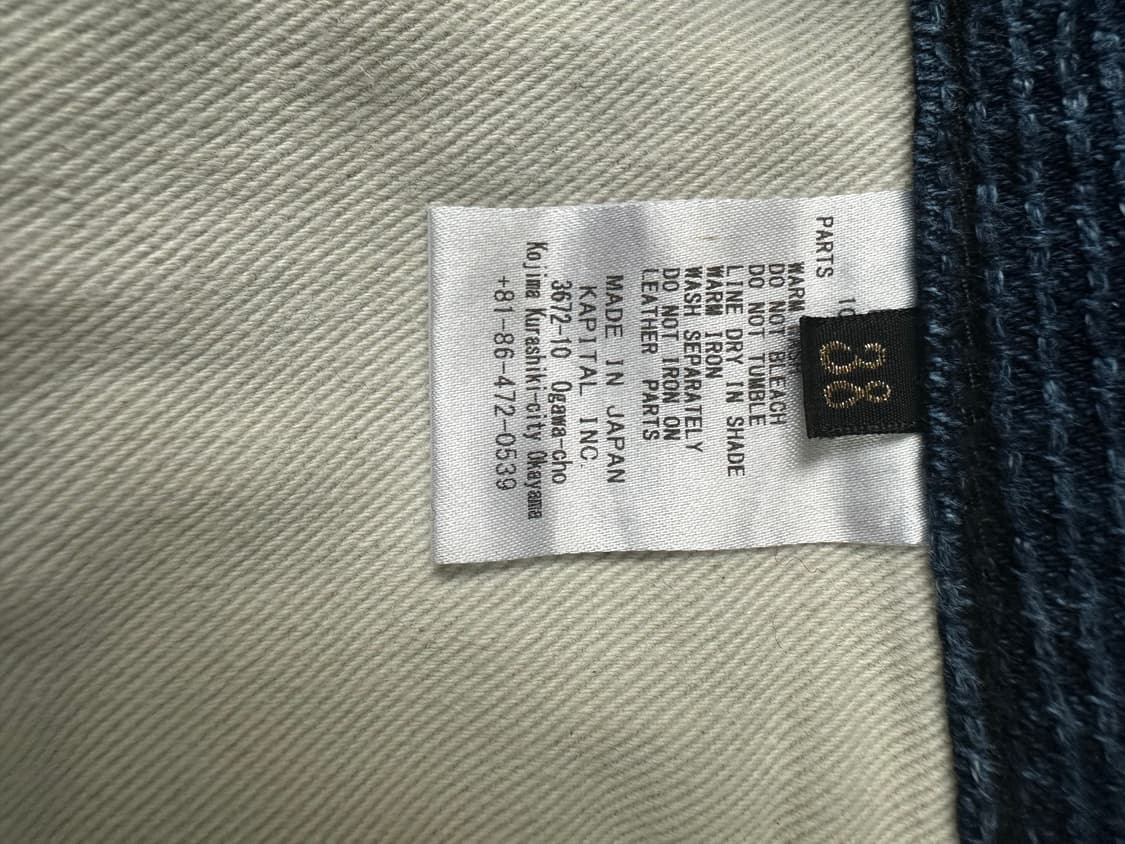 PARTS
WARM
DO NOT BLEACH
DO NOT TUMBLE
LINE DRY IN SHADE
WARM IRON
WASH SEPARATELY
DO NOT IRON ON
LEATHER PARTS
MADE IN JAPAN
KAPITAL INC.
3672-10 Ogawa-cho
Kojima Kurashiki-city Okayama
+81-86-472-0539
38